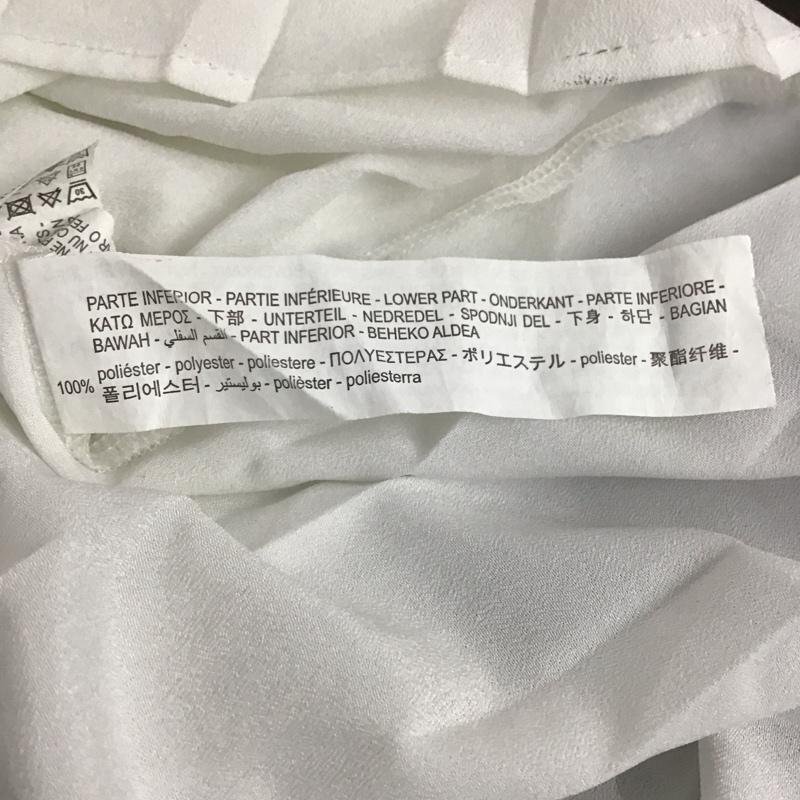 PARTE INFERIOR - PARTIE INFÉRIEURE - LOWER PART - ONDERKANT - PARTE INFERIORE -
ΚΑΤΩ ΜΕΡΟΣ - 下部 - UNTERTEIL - NEDREDEL - SPODNJI DEL - 下身 - 하단 - BAGIAN
BAWAH - القسم السفلي - PART INFERIOR - BEHEKO ALDEA
100% poliéster - polyester - poliestere - ΠΟΛΥΕΣΤΕΡΑΣ - ポリエステル - poliester - 聚酯纤维 -
폴리에스터 - بوليستير - polièster - poliesterra
30